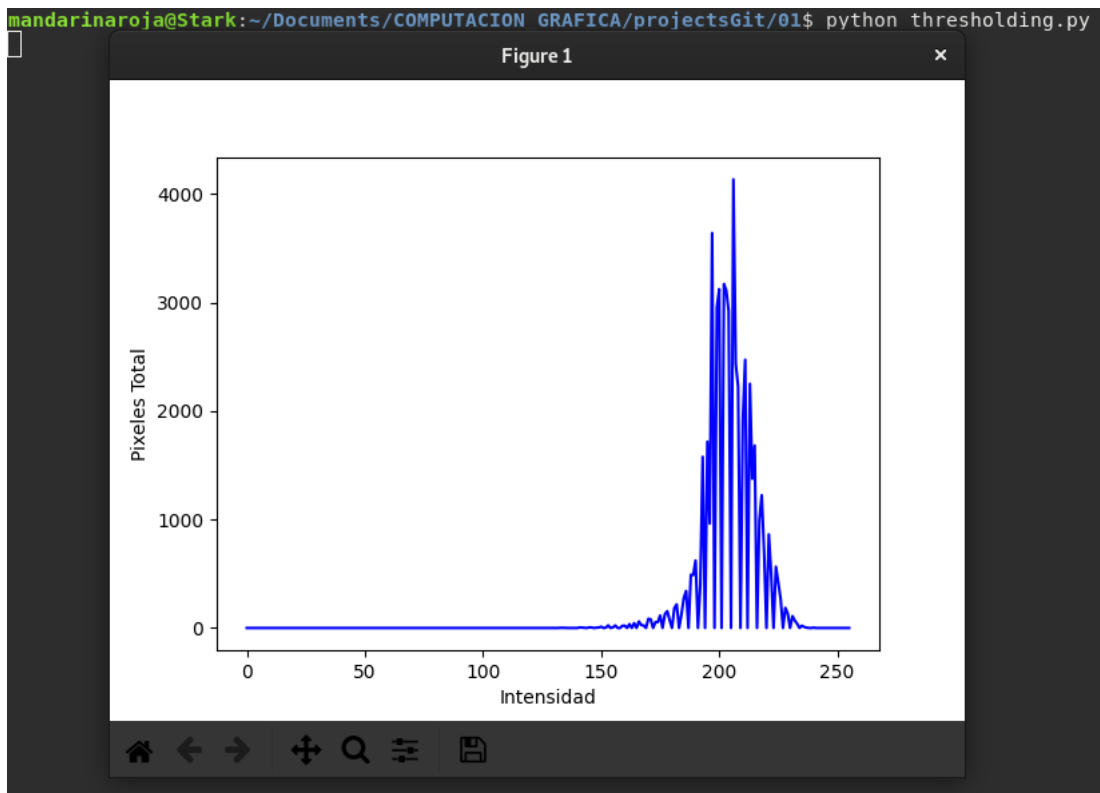 mandarinaroja@Stark:~/Documents/COMPUTACION GRAFICA/projectsGit/01$ python thresholding.py
Figure 1
×
4000
3000
2000
1000
0
Pixeles Total
0 50 100 150 200 250
Intensidad